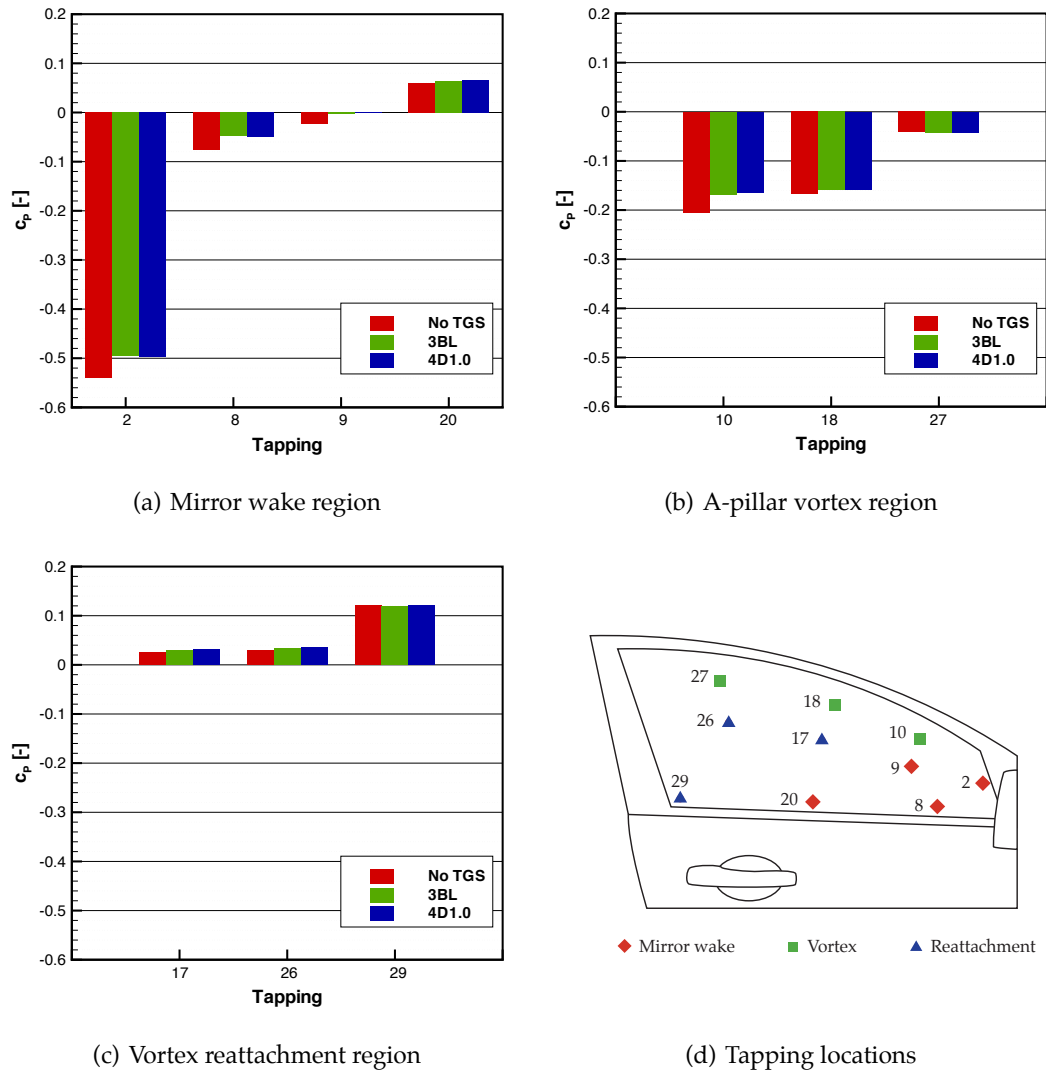 0.2
0.1
0
-0.1
-0.2
-0.3
-0.4
-0.5
-0.6
cP [-]
No TGS
3BL
4D1.0
2 8 9 20
Tapping
(a) Mirror wake region
0.2
0.1
0
-0.1
-0.2
-0.3
-0.4
-0.5
-0.6
cP [-]
No TGS
3BL
4D1.0
10 18 27
Tapping
(b) A-pillar vortex region
0.2
0.1
0
-0.1
-0.2
-0.3
-0.4
-0.5
-0.6
cP [-]
No TGS
3BL
4D1.0
17 26 29
Tapping
(c) Vortex reattachment region
27
18
26
17
10
9
2
29
20
8
Mirror wake Vortex Reattachment
(d) Tapping locations